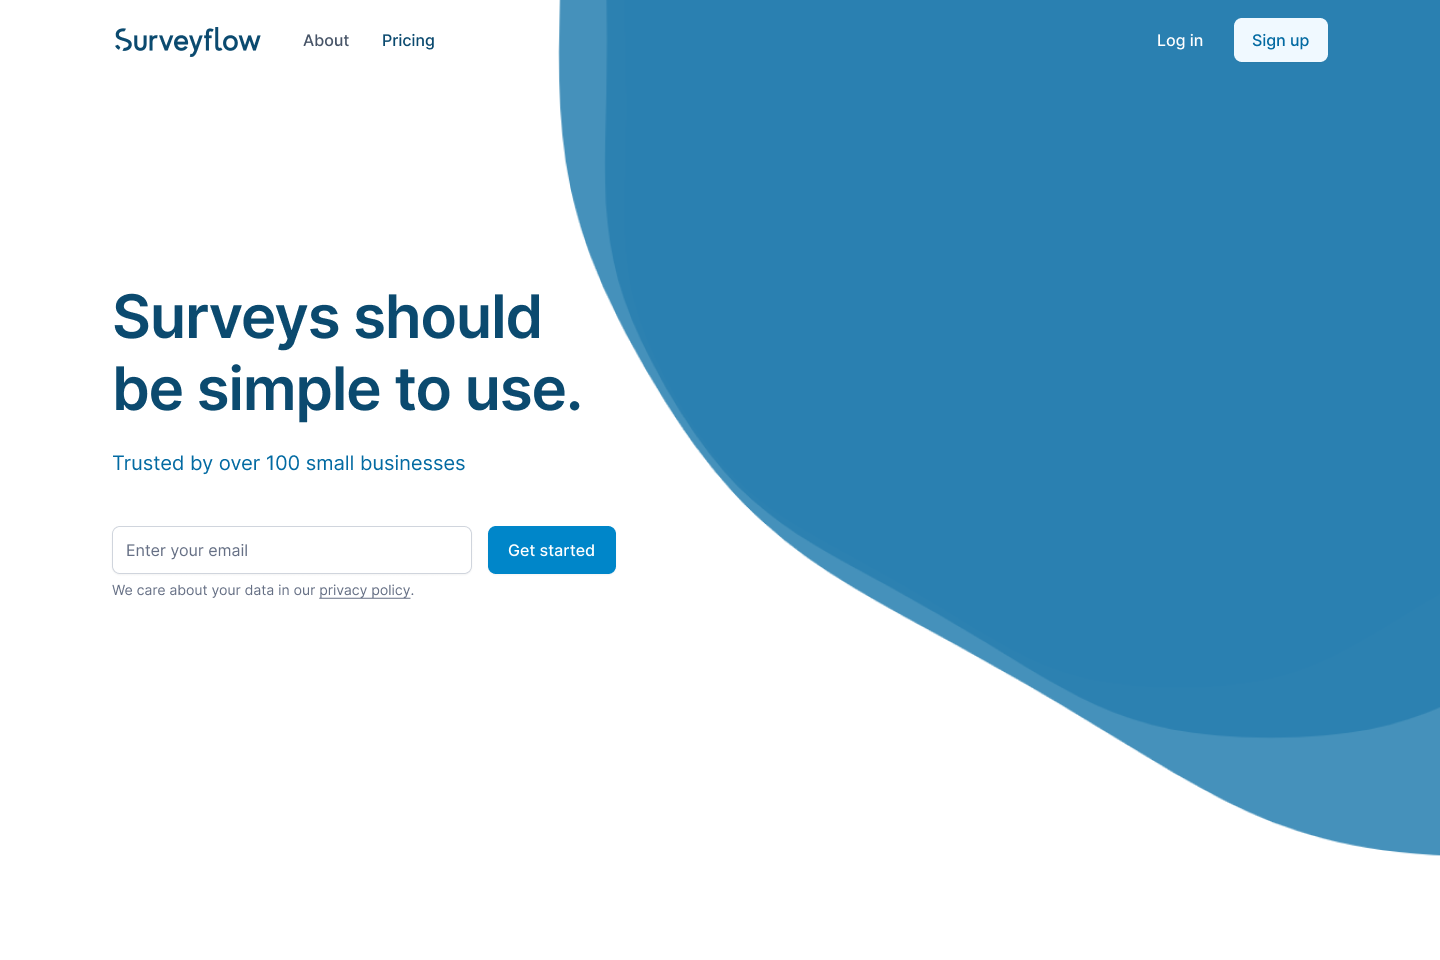 Surveyflow About Pricing Log in Sign up
Surveys should
be simple to use.
Trusted by over 100 small businesses
Enter your email Get started
We care about your data in our privacy policy.